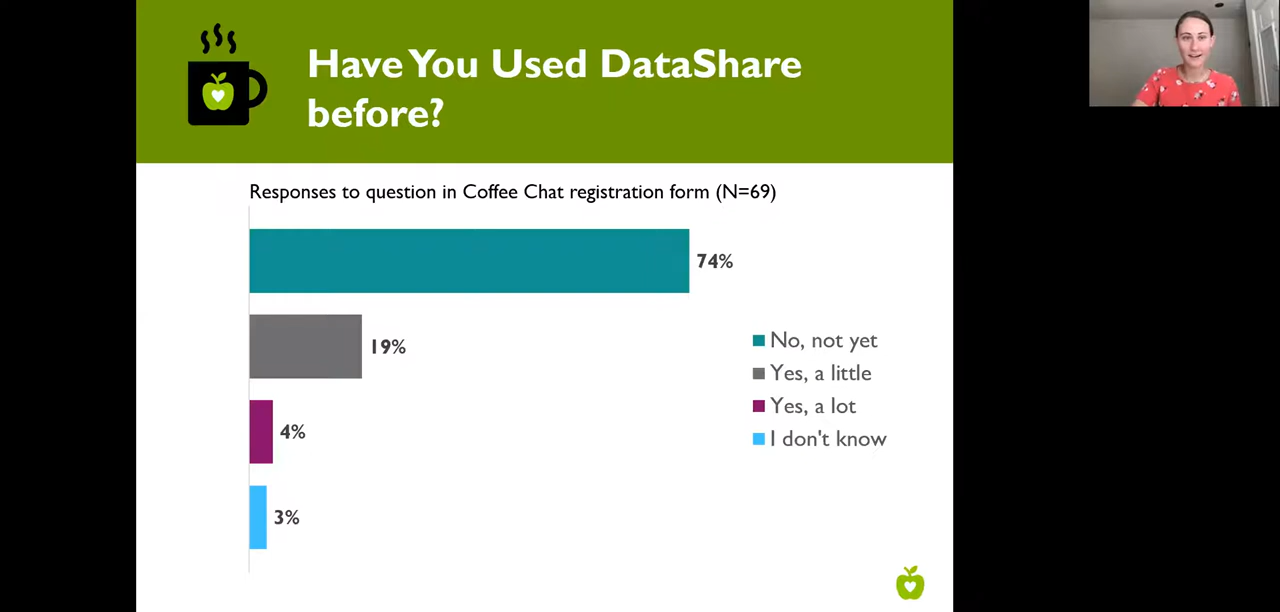 Have You Used DataShare
before?
Responses to question in Coffee Chat registration form (N=69)
74%
19%
4%
3%
No, not yet
Yes, a little
Yes, a lot
I don't know